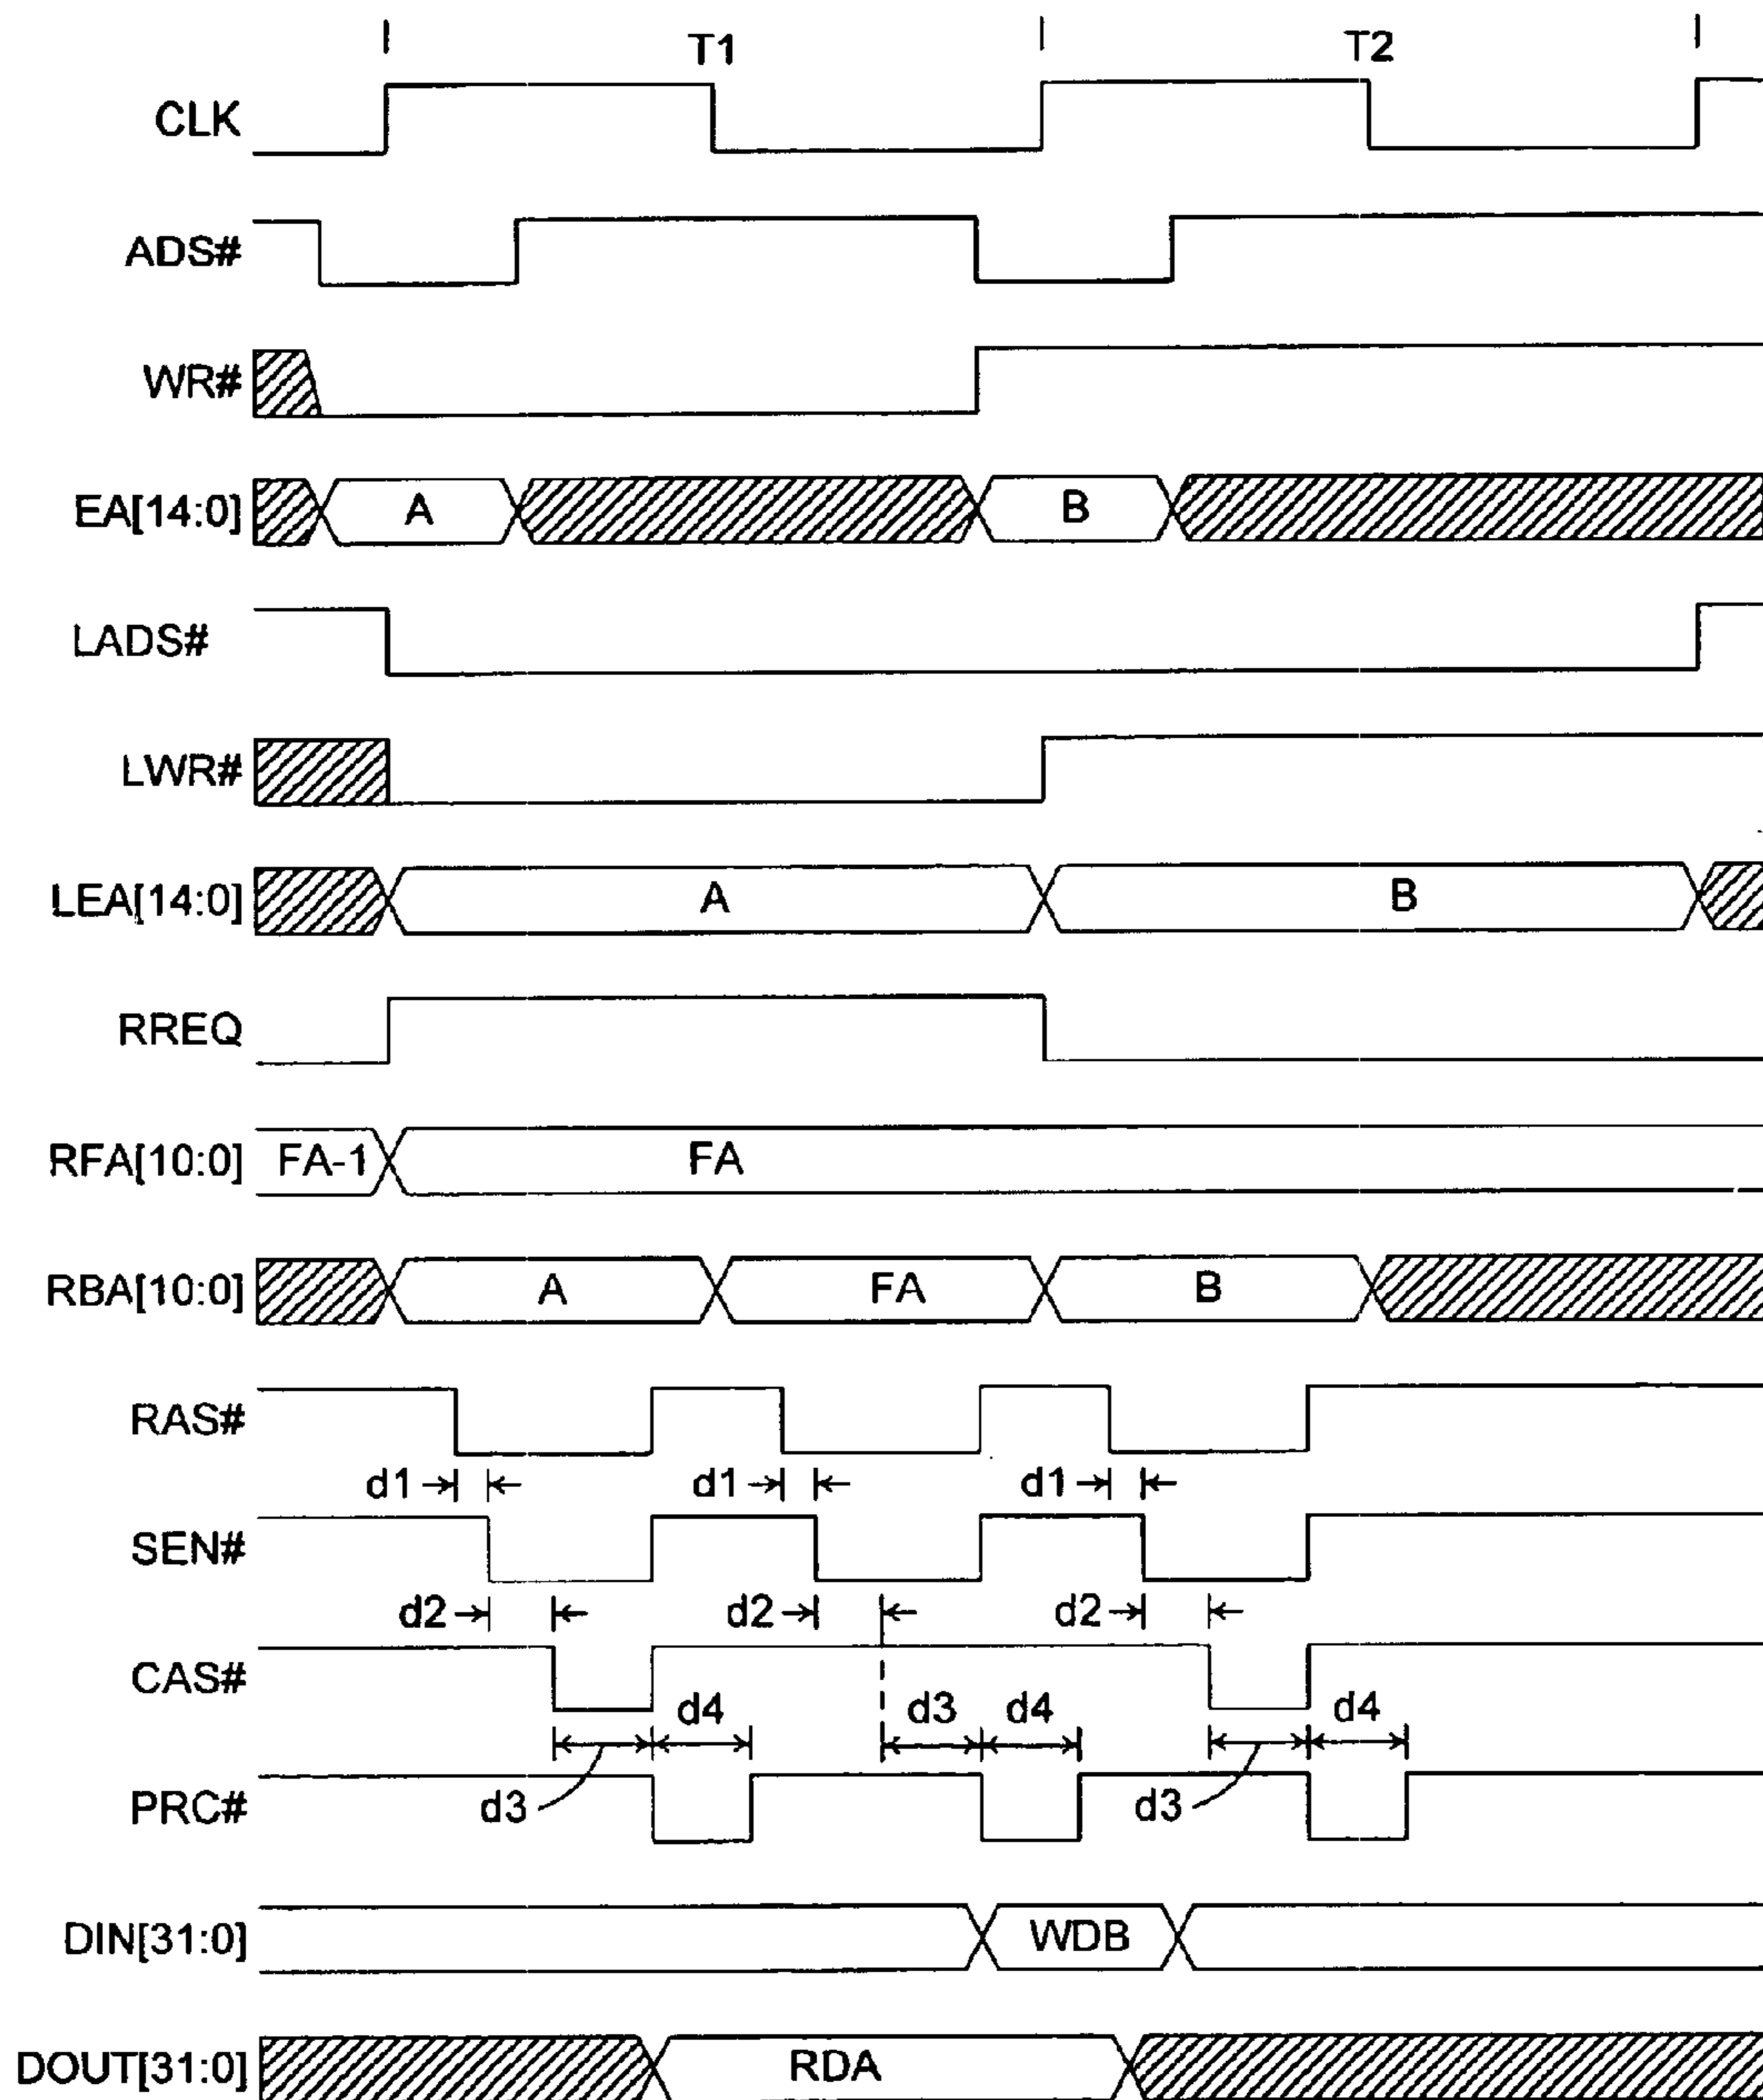 T1 T2
CLK
ADS#
WR#
EA[14:0] A B
LADS#
LWR#
LEA[14:0] A B
RREQ
RFA[10:0] FA-1 FA
RBA[10:0] A FA B
RAS#
d1 d1 d1
SEN#
d2 d2 d2
CAS#
d4 d3 d4 d4
PRC# d3 d3
DIN[31:0] WDB
DOUT[31:0] RDA